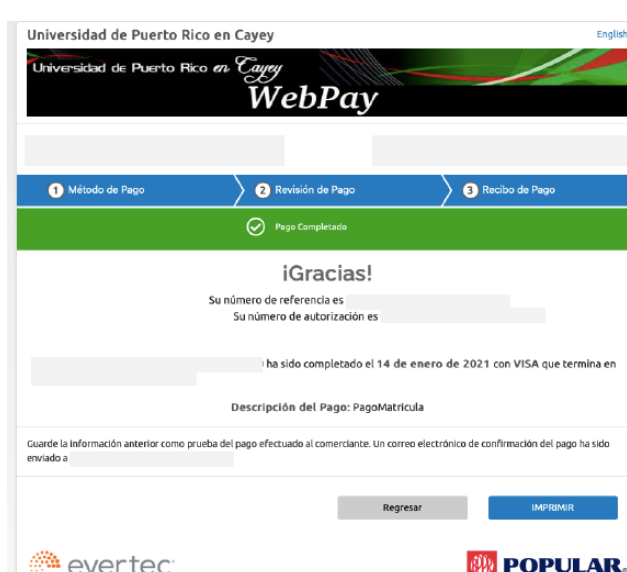 Universidad de Puerto Rico en Cayey
English
Universidad de Puerto Rico en Cayey
WebPay
1 Método de Pago
2 Revisión de Pago
3 Recibo de Pago
Pago Completado
¡Gracias!
Su número de referencia es
Su número de autorización es
ha sido completado el 14 de enero de 2021 con VISA que termina en
Descripción del Pago: PagoMatricula
Guarde la información anterior como prueba del pago efectuado al comerciante. Un correo electrónico de confirmación del pago ha sido
enviado a
Regresar
IMPRIMIR
evertec
POPULAR